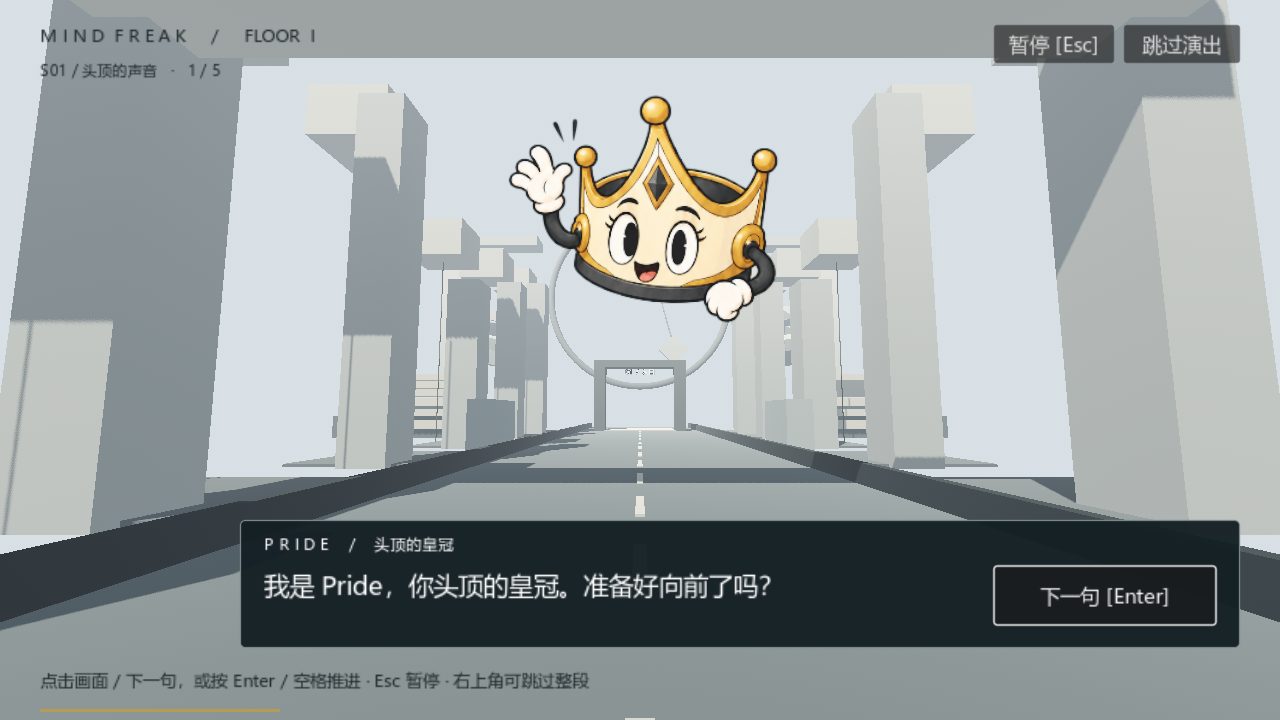 MIND FREAK / FLOOR I
S01 / 头顶的声音 · 1 / 5
暂停 [Esc]
跳过演出
PRIDE / 头顶的皇冠
我是 Pride，你头顶的皇冠。准备好向前了吗？
下一句 [Enter]
点击画面 / 下一句，或按 Enter / 空格推进 · Esc 暂停 · 右上角可跳过整段